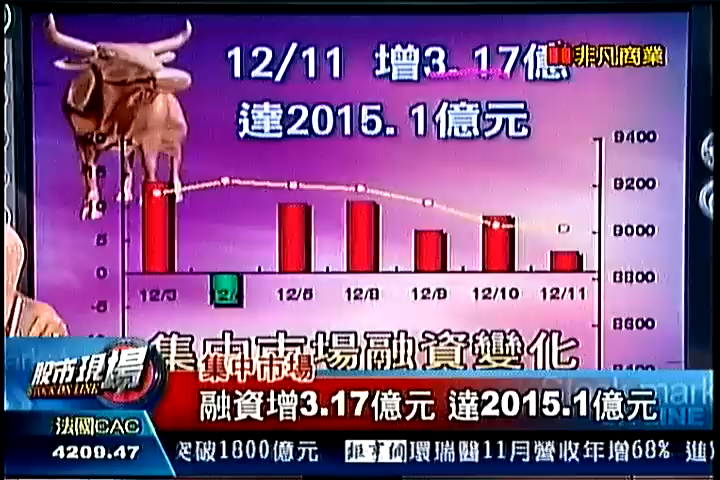 12/11 增3.17億
非凡商業
達2015.1億元
9400
9200
9000
8800
8600
5
0
-5
12/3
12/5
12/8
12/9
12/10
12/11
集中市場融資變化
股市現場
集中市場
融資增3.17億元 達2015.1億元
法國CAC
4209.47
突破1800億元
環瑞醫11月營收年增68%